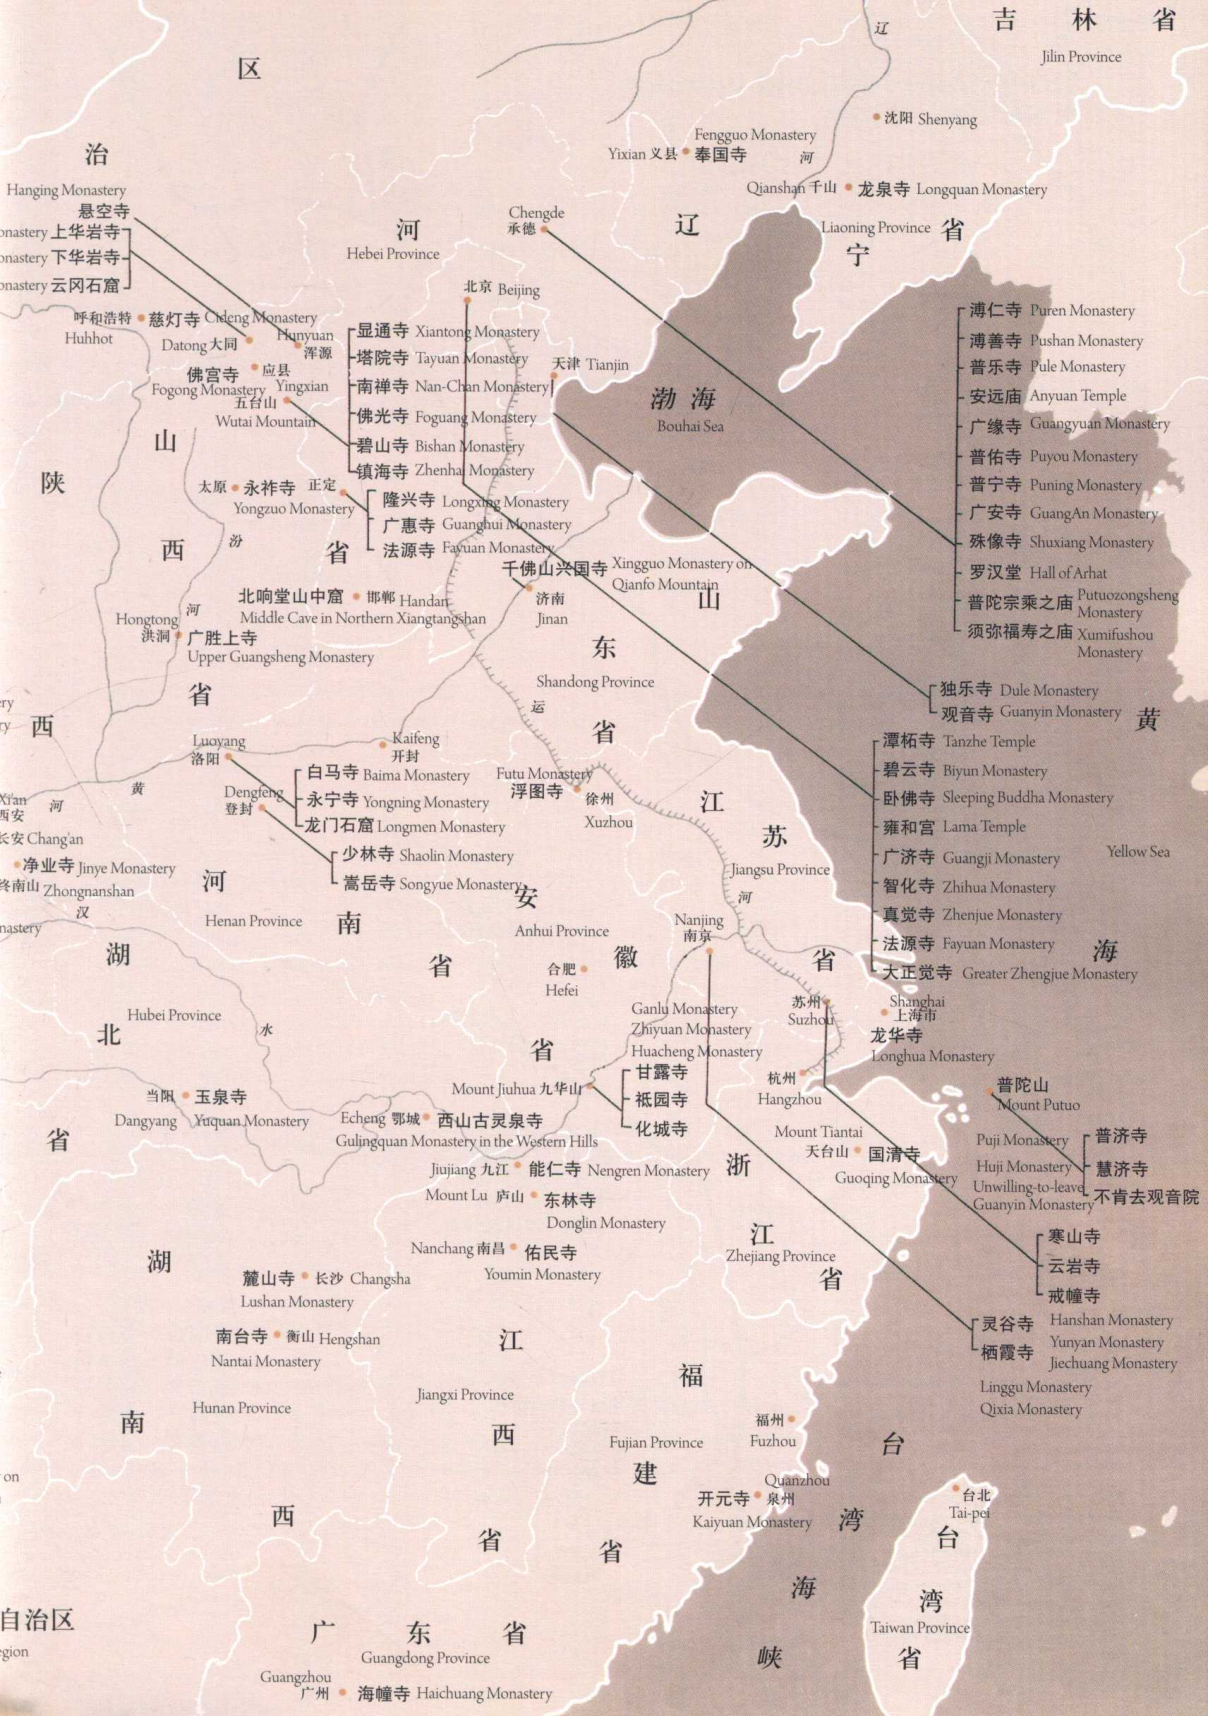 吉林省
Jilin Province
辽
区
沈阳 Shenyang
Fengguo Monastery
Yixian 义县 奉国寺
河
治
Qianshan 千山 龙泉寺 Longquan Monastery
Hanging Monastery
悬空寺
上华岩寺
下华岩寺
云冈石窟
Chengde
承德
河
Hebei Province
辽
Liaoning Province
省
宁
北京 Beijing
呼和浩特 慈灯寺 Cideng Monastery
Huhhot
Datong 大同
Hunyuan
浑源
佛宫寺 应县
Fogong Monastery Yingxian
五台山
Wutai Mountain
显通寺 Xiantong Monastery
塔院寺 Tayuan Monastery
南禅寺 Nan-Chan Monastery
佛光寺 Foguang Monastery
碧山寺 Bishan Monastery
镇海寺 Zhenhai Monastery
天津 Tianjin
渤海
Bouhai Sea
溥仁寺 Puren Monastery
溥善寺 Pushan Monastery
普乐寺 Pule Monastery
安远庙 Anyuan Temple
广缘寺 Guangyuan Monastery
普佑寺 Puyou Monastery
普宁寺 Puning Monastery
广安寺 GuangAn Monastery
殊像寺 Shuxiang Monastery
罗汉堂 Hall of Arhat
普陀宗乘之庙 Putuozongsheng
Monastery
须弥福寿之庙 Xumifushou
Monastery
山
陕
太原 永祚寺 正定
Yongzuo Monastery
隆兴寺 Longxing Monastery
广惠寺 Guanghui Monastery
法源寺 Fayuan Monastery
西
汾
省
千佛山兴国寺 Xingguo Monastery on
Qianfo Mountain
济南
Jinan
山
北响堂山中窟 邯郸 Handan
Middle Cave in Northern Xiangtangshan
Hongtong 河
洪洞 广胜上寺
Upper Guangsheng Monastery
东
Shandong Province
独乐寺 Dule Monastery
观音寺 Guanyin Monastery
黄
省
西
运
省
Luoyang
洛阳
Kaifeng
开封
潭柘寺 Tanzhe Temple
碧云寺 Biyun Monastery
卧佛寺 Sleeping Buddha Monastery
雍和宫 Lama Temple
广济寺 Guangji Monastery
智化寺 Zhihua Monastery
真觉寺 Zhenjue Monastery
法源寺 Fayuan Monastery
大正觉寺 Greater Zhengjue Monastery
Yellow Sea
海
白马寺 Baima Monastery
永宁寺 Yongning Monastery
龙门石窟 Longmen Monastery
Futu Monastery
浮图寺 徐州
Xuzhou
Dengfeng
登封
黄
河
Xi'an
西安
长安 Chang'an
净业寺 Jinye Monastery
终南山 Zhongnanshan
汉
少林寺 Shaolin Monastery
嵩岳寺 Songyue Monastery
江
苏
Jiangsu Province
河
河
Henan Province
南
省
安
Anhui Province
徽
湖
Nanjing
南京
省
合肥
Hefei
Hubei Province
北
水
Ganlu Monastery
Zhiyuan Monastery
Huacheng Monastery
苏州
Suzhou
Shanghai
上海市
龙华寺
Longhua Monastery
省
Mount Jiuhua 九华山
甘露寺
祗园寺
化城寺
杭州
Hangzhou
普陀山
Mount Putuo
当阳 玉泉寺
Dangyang Yuquan Monastery
Echeng 鄂城 西山古灵泉寺
Gulingquan Monastery in the Western Hills
省
Mount Tiantai
天台山 国清寺
Guoqing Monastery
Puji Monastery 普济寺
Huji Monastery 慧济寺
Unwilling-to-leave
Guanyin Monastery 不肯去观音院
Jiujiang 九江 能仁寺 Nengren Monastery
浙
Mount Lu 庐山 东林寺
Donglin Monastery
江
Zhejiang Province
省
Nanchang 南昌 佑民寺
Youmin Monastery
寒山寺
云岩寺
戒幢寺
湖
麓山寺 长沙 Changsha
Lushan Monastery
灵谷寺
栖霞寺
Hanshan Monastery
Yunyan Monastery
Jiechuang Monastery
Linggu Monastery
Qixia Monastery
南台寺 衡山 Hengshan
Nantai Monastery
江
Jiangxi Province
福
Hunan Province
南
西
福州
Fuzhou
Fujian Province
建
台
Quanzhou
开元寺 泉州
Kaiyuan Monastery
湾
台北
Tai-pei
西
省
省
台
海
湾
Taiwan Province
省
峡
自治区
广东省
Guangdong Province
Guangzhou
广州 海幢寺 Haichuang Monastery